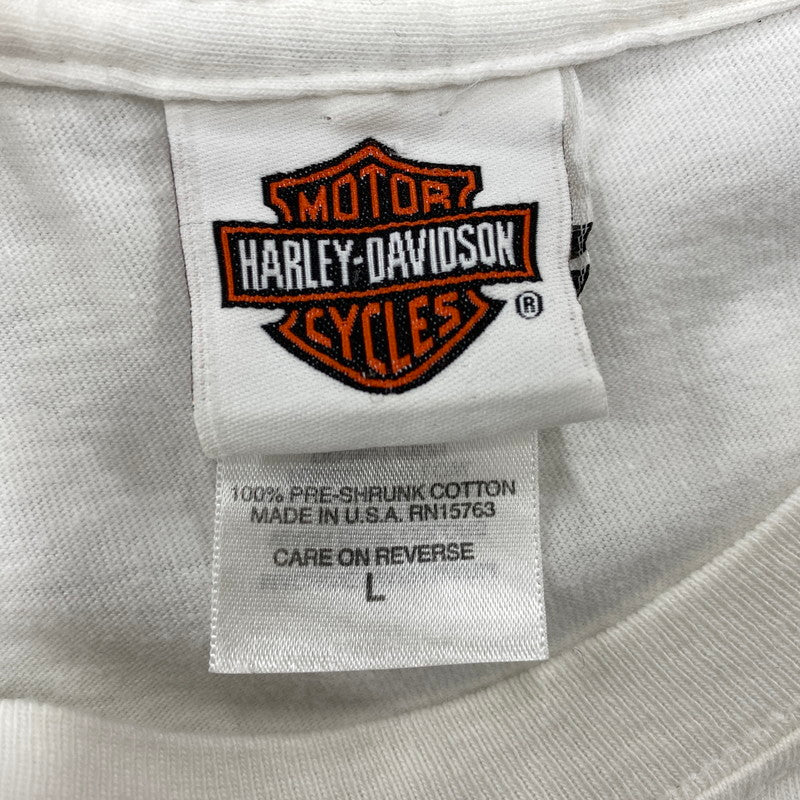 MOTOR
HARLEY-DAVIDSON
CYCLES
®
100% PRE-SHRUNK COTTON
MADE IN U.S.A. RN15763
CARE ON REVERSE
L